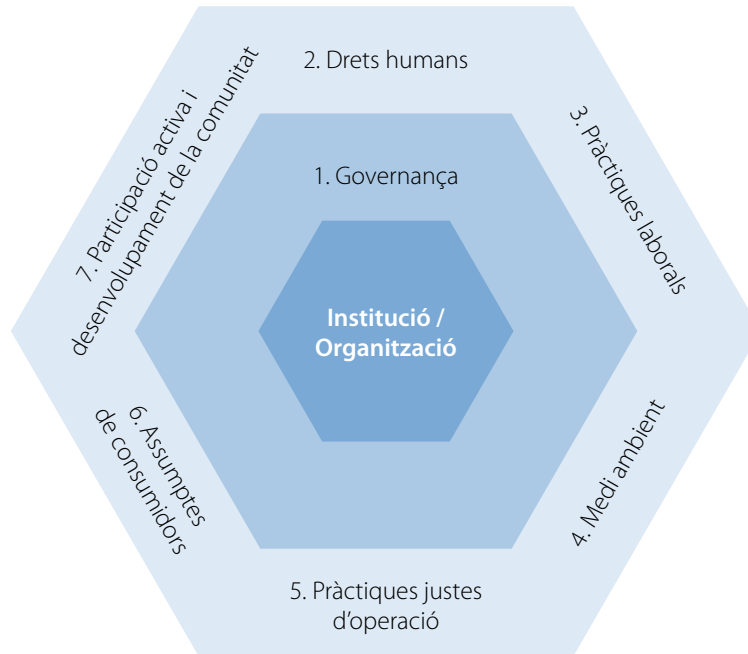 2. Drets humans
1. Governança
3. Pràctiques laborals
7. Participació activa i
desenvolupament de la comunitat
Institució /
Organització
6. Assumptes
de consumidors
4. Medi ambient
5. Pràctiques justes
d’operació